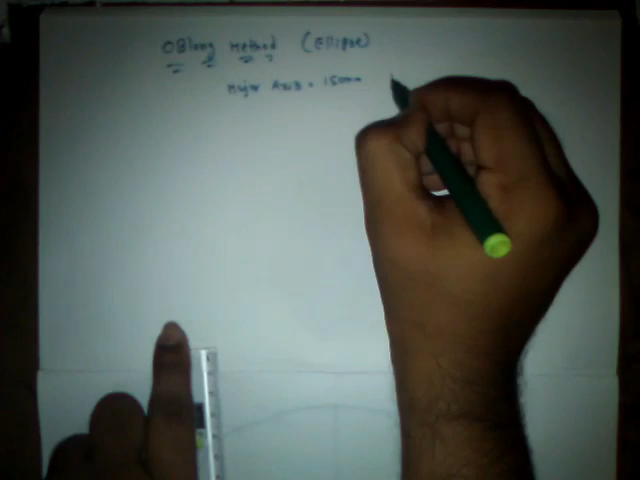 OBlong Method (Ellipse)
Major Axis = 150mm